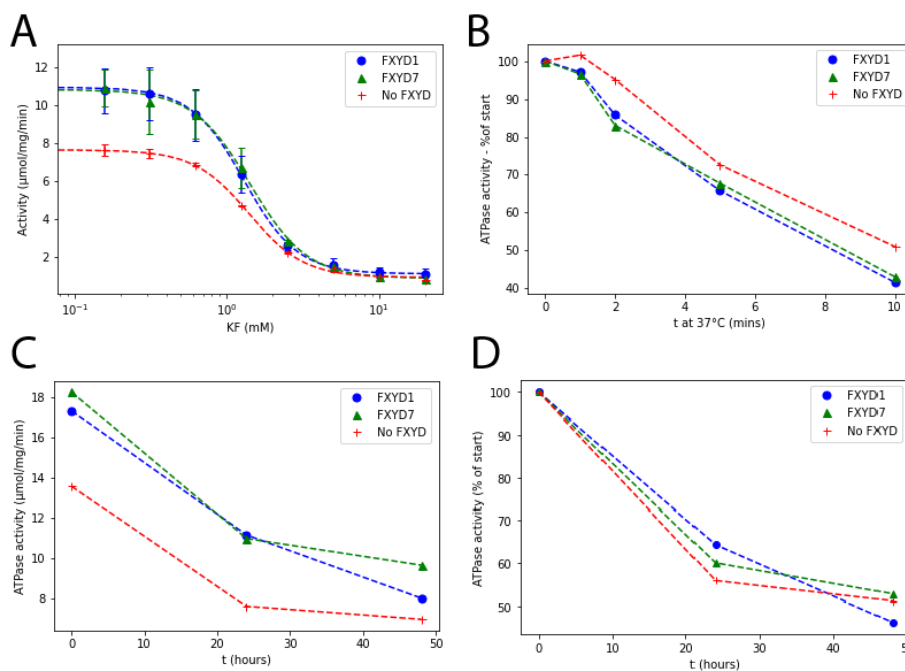 A
Activity (μmol/mg/min)
12
10
8
6
4
2
FXYD1
FXYD7
No FXYD
10⁻¹
10⁰
10¹
KF (mM)
B
ATPase activity - %of start
100
90
80
70
60
50
40
FXYD1
FXYD7
No FXYD
0
2
4
6
8
10
t at 37°C (mins)
C
ATPase activity (μmol/mg/min)
18
16
14
12
10
8
FXYD1
FXYD7
No FXYD
0
10
20
30
40
50
t (hours)
D
ATPase activity (% of start)
100
90
80
70
60
50
FXYD1
FXYD7
No FXYD
0
10
20
30
40
50
t (hours)